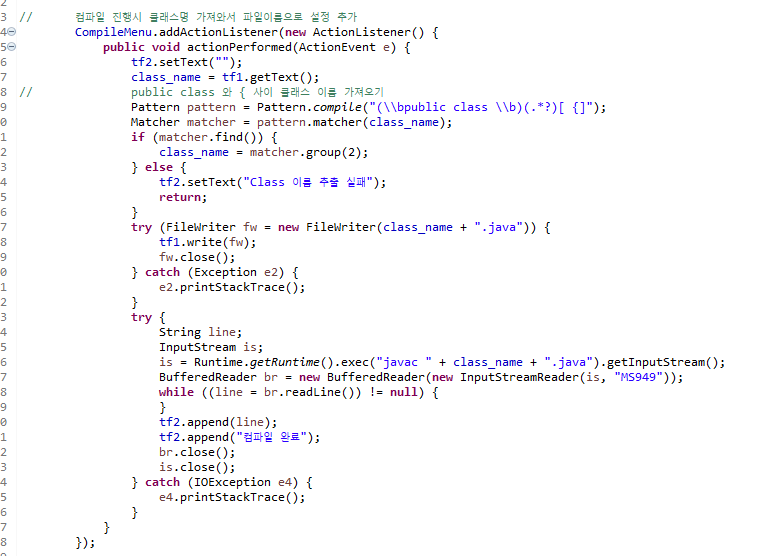 2
3 //      컴파일 진행시 클래스명 가져와서 파일이름으로 설정 추가
4        CompileMenu.addActionListener(new ActionListener() {
5            public void actionPerformed(ActionEvent e) {
6                tf2.setText("");
7                class_name = tf1.getText();
8 //              public class 와 { 사이 클래스 이름 가져오기
9                Pattern pattern = Pattern.compile("(\\bpublic class \\b)(.*?)[ {]");
0                Matcher matcher = pattern.matcher(class_name);
1                if (matcher.find()) {
2                    class_name = matcher.group(2);
3                } else {
4                    tf2.setText("Class 이름 추출 실패");
5                    return;
6                }
7                try (FileWriter fw = new FileWriter(class_name + ".java")) {
8                    tf1.write(fw);
9                    fw.close();
0                } catch (Exception e2) {
1                    e2.printStackTrace();
2                }
3                try {
4                    String line;
5                    InputStream is;
6                    is = Runtime.getRuntime().exec("javac " + class_name + ".java").getInputStream();
7                    BufferedReader br = new BufferedReader(new InputStreamReader(is, "MS949"));
8                    while ((line = br.readLine()) != null) {
9                    }
0                    tf2.append(line);
1                    tf2.append("컴파일 완료");
2                    br.close();
3                    is.close();
4                } catch (IOException e4) {
5                    e4.printStackTrace();
6                }
7            }
8        });